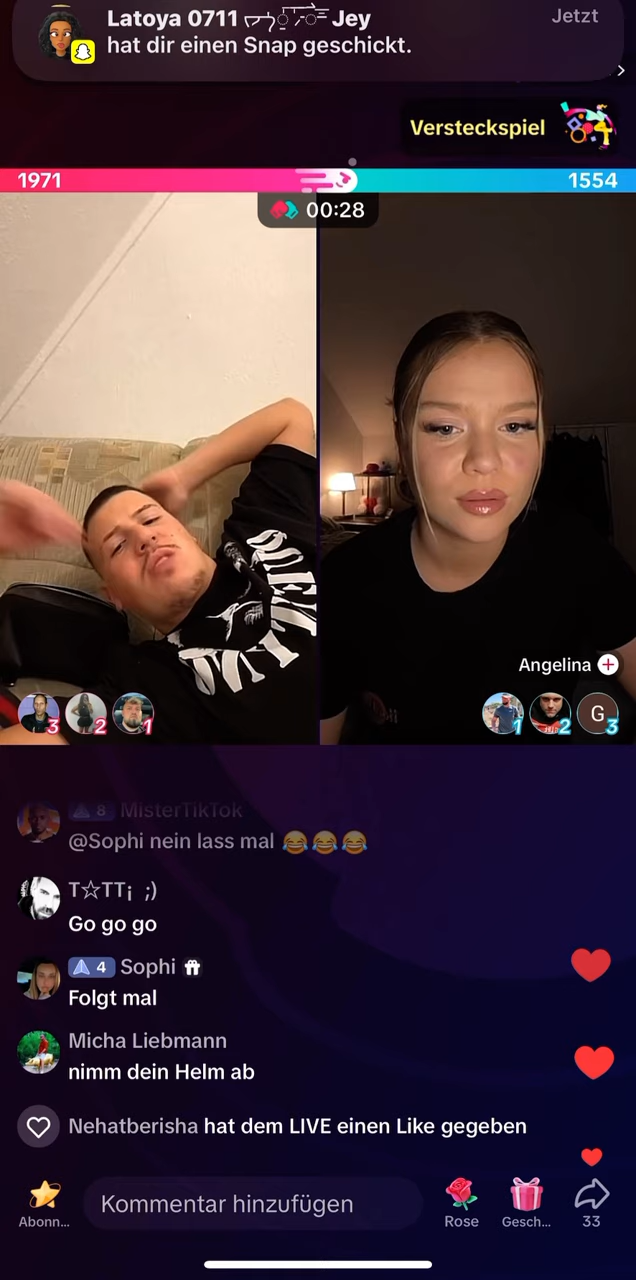 Latoya 0711 Jey
Jetzt
hat dir einen Snap geschickt.
Versteckspiel
1971
1554
00:28
Angelina
3
2
1
1
2
G
3
8 MisterTikTok
@Sophi nein lass mal 😂😂😂
T☆TT¡ ;)
Go go go
4 Sophi
Folgt mal
Micha Liebmann
nimm dein Helm ab
Nehatberisha hat dem LIVE einen Like gegeben
Abonn...
Kommentar hinzufügen
Rose
Gesch...
33